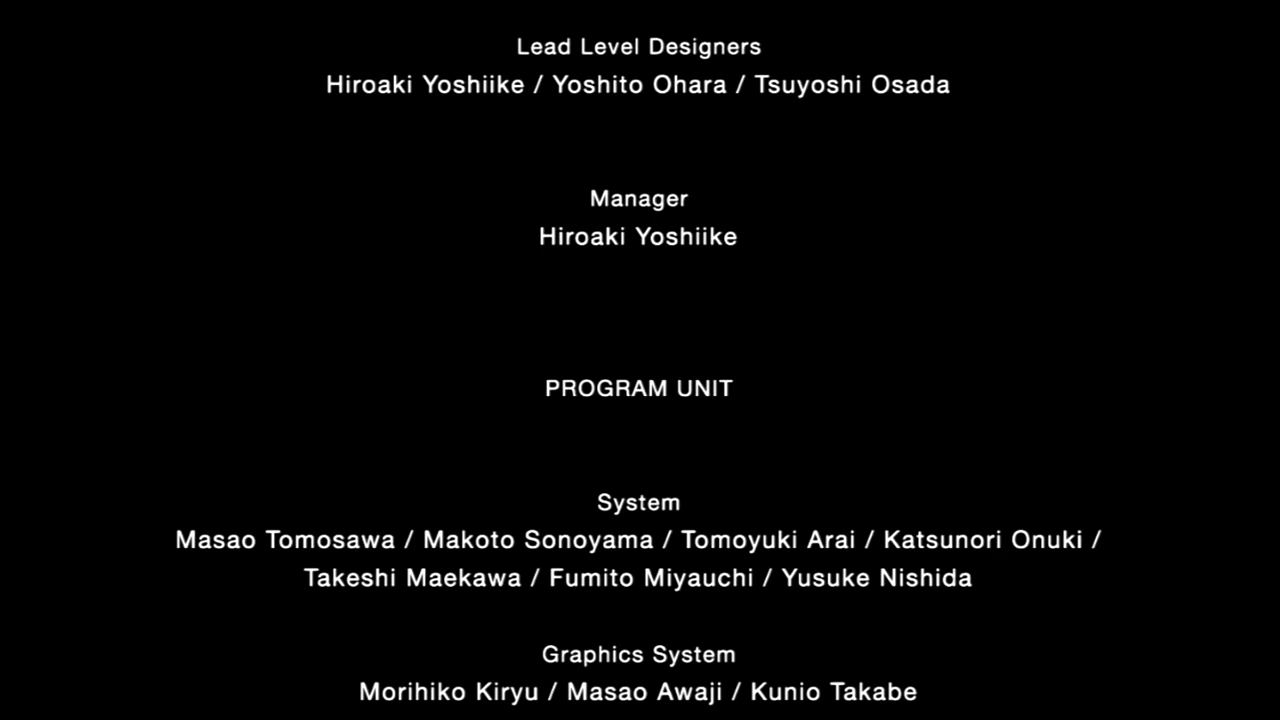 Lead Level Designers
Hiroaki Yoshiike / Yoshito Ohara / Tsuyoshi Osada
Manager
Hiroaki Yoshiike
PROGRAM UNIT
System
Masao Tomosawa / Makoto Sonoyama / Tomoyuki Arai / Katsunori Onuki /
Takeshi Maekawa / Fumito Miyauchi / Yusuke Nishida
Graphics System
Morihiko Kiryu / Masao Awaji / Kunio Takabe